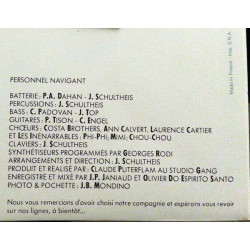 PERSONNEL NAVIGANT
BATTERIE: P.A. DAHAN - J. SCHULTHEIS
PERCUSSIONS: J. SCHULTHEIS
BASS: C. PADOVAN - J. TOP
GUITARES: P. TISON - C. ENGEL
CHŒURS: COSTA BROTHERS, ANN CALVERT, LAURENCE CARTIER
ET LES INÉNARRABLES: PHI-PHI; MIMI; CHOU-CHOU
CLAVIERS: J. SCHULTHEIS
SYNTHÉTISEURS PROGRAMMÉS PAR GEORGES RODI
ARRANGEMENTS ET DIRECTION: J. SCHULTHEIS
PRODUIT ET RÉALISÉ PAR: CLAUDE PUTERFLAM AU STUDIO GANG
ENREGISTRÉ ET MIXÉ PAR J.P. JANIAUD ET OLIVIER DO ESPIRITO SANTO
PHOTO & POCHETTE: J.B. MONDINO
Nous vous remercions d'avoir choisi notre compagnie et espérons vous revoir
sur nos lignes, à bientôt...
Made in France